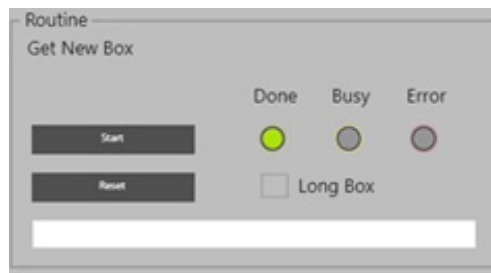 Routine
Get New Box
Done Busy Error
Start
Reset
Long Box